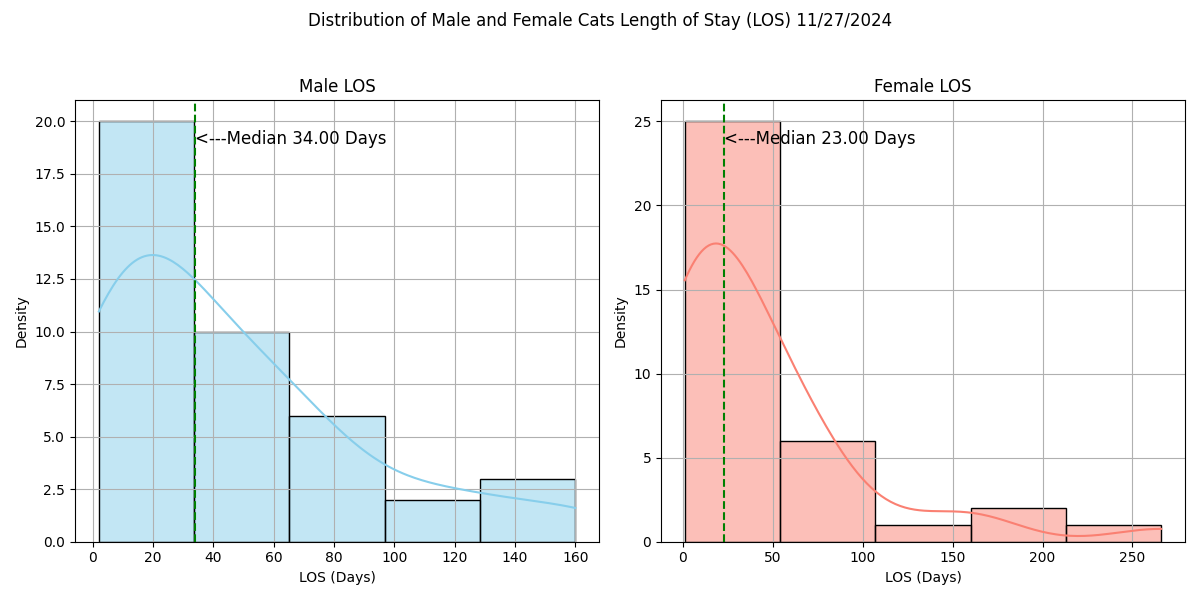 Distribution of Male and Female Cats Length of Stay (LOS) 11/27/2024
Male LOS
20.0
17.5
15.0
12.5
10.0
7.5
5.0
2.5
0.0
Density
<---Median 34.00 Days
0 20 40 60 80 100 120 140 160
LOS (Days)
Female LOS
25
20
15
10
5
0
Density
<---Median 23.00 Days
0 50 100 150 200 250
LOS (Days)